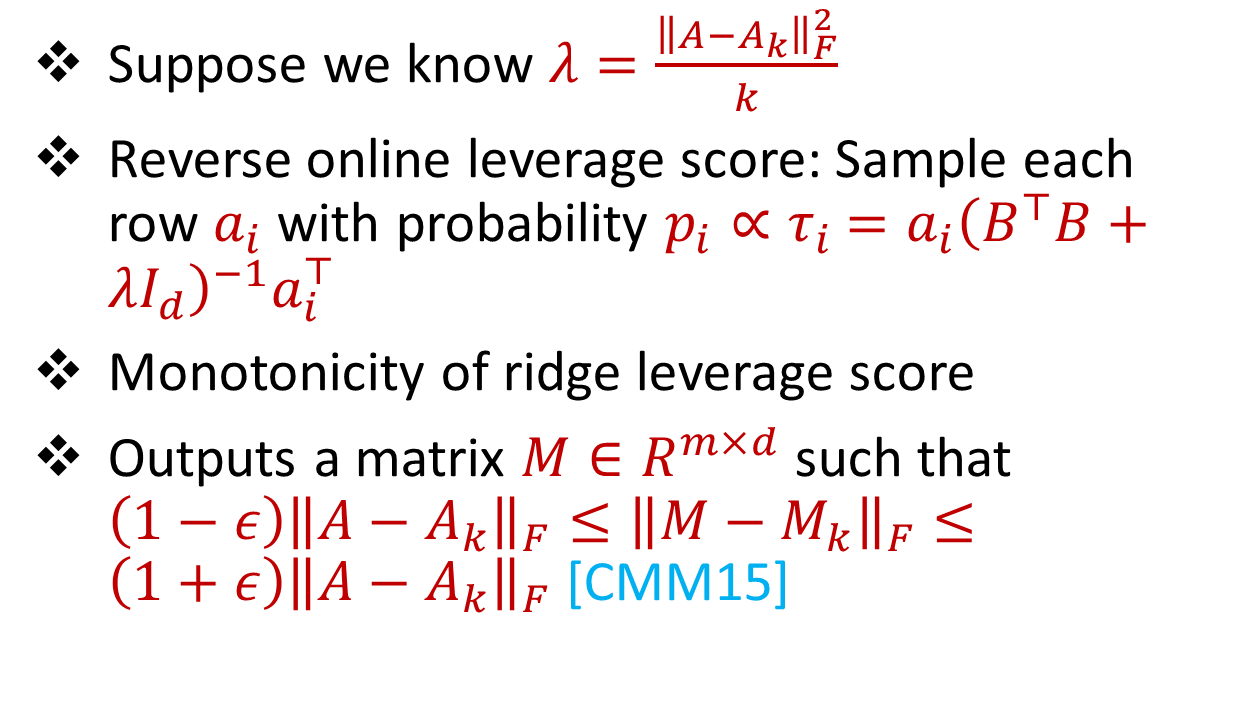 ❖ Suppose we know λ = ‖A−A_k‖_F^2 / k
❖ Reverse online leverage score: Sample each
row a_i with probability p_i ∝ τ_i = a_i(B^⊤B +
λI_d)^{−1}a_i^⊤
❖ Monotonicity of ridge leverage score
❖ Outputs a matrix M ∈ R^{m×d} such that
(1 − ϵ)‖A − A_k‖_F ≤ ‖M − M_k‖_F ≤
(1 + ϵ)‖A − A_k‖_F [CMM15]